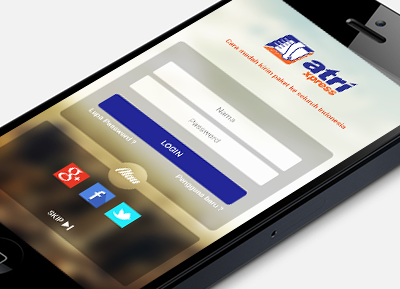 atri
xpress
Cara mudah kirim paket ke seluruh Indonesia
Nama
Password
LOGIN
Lupa Password ?
Pengguna baru ?
Atau
g+
f
SKIP